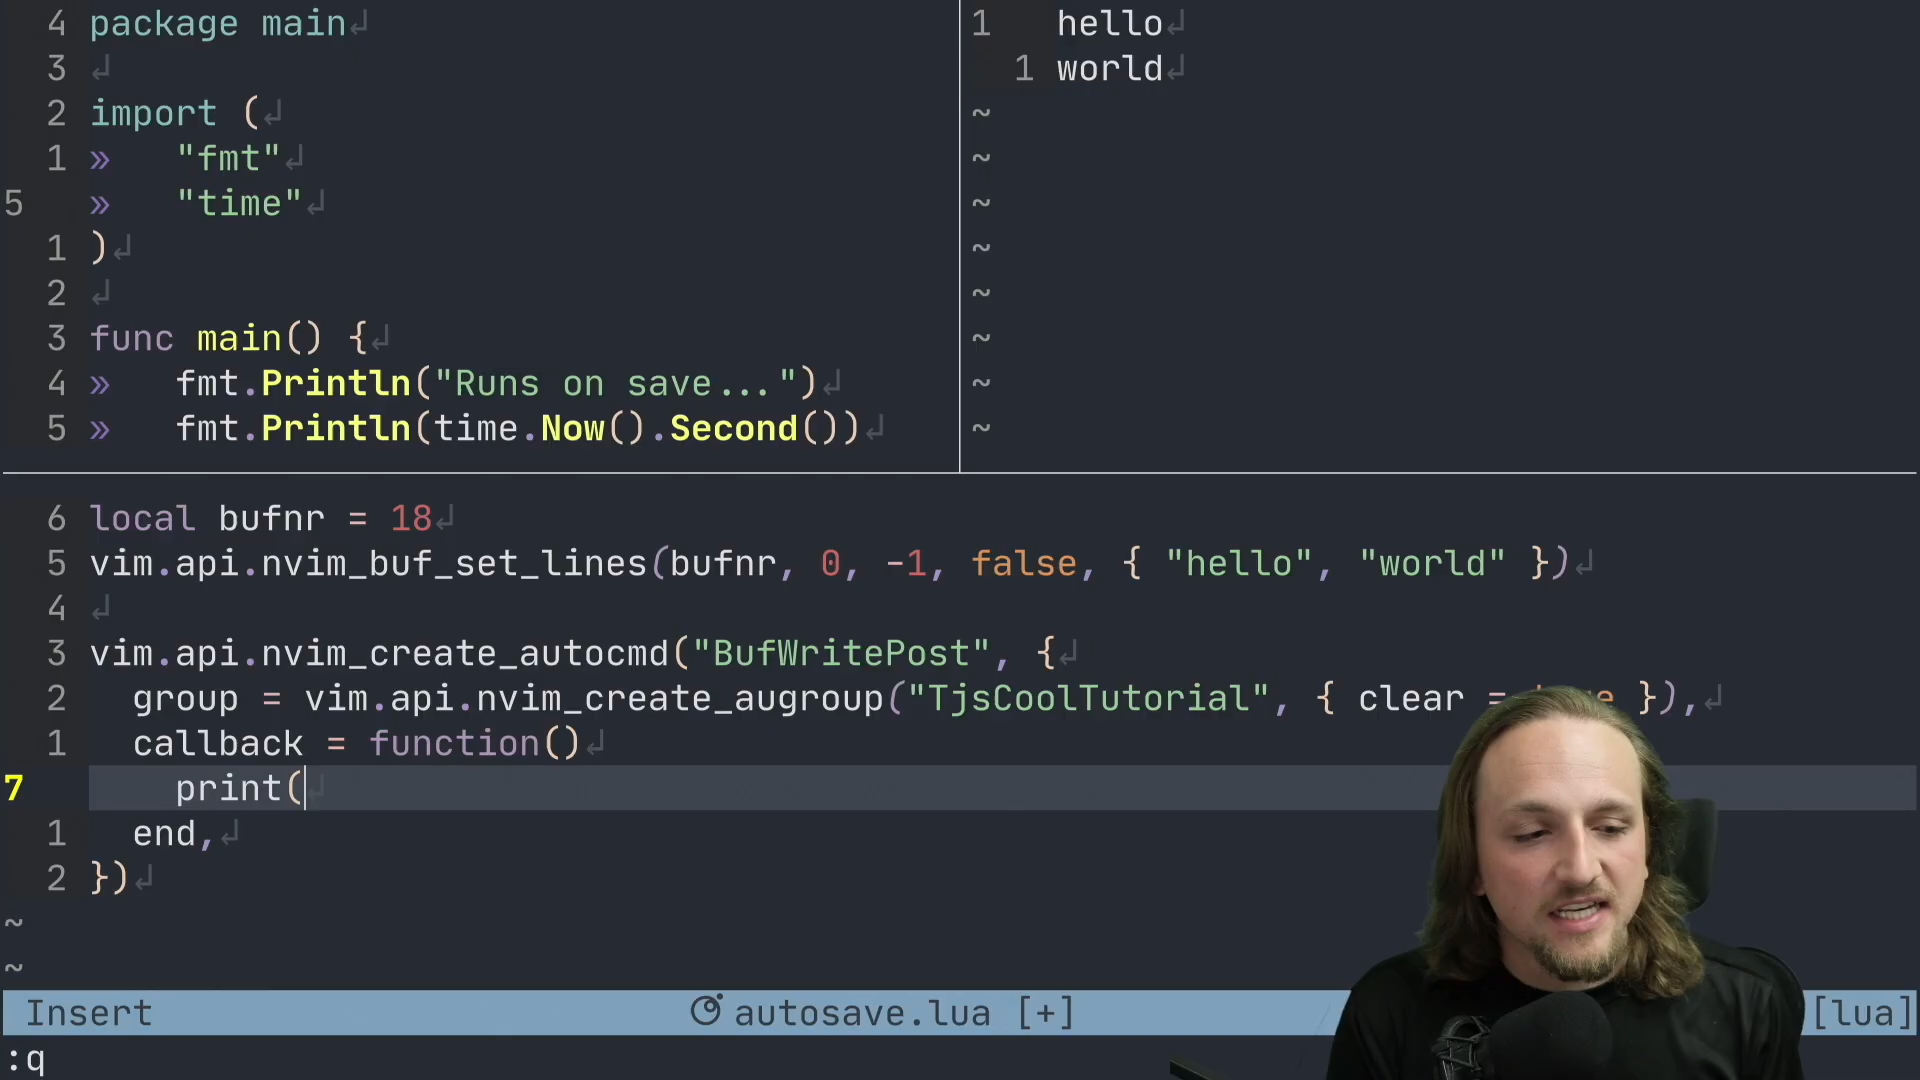 4 package main
3
2 import (
1 » "fmt"
5 » "time"
1 )
2
3 func main() {
4 » fmt.Println("Runs on save...")
5 » fmt.Println(time.Now().Second())
1 hello
1 world
~
~
~
~
~
~
~
~
6 local bufnr = 18
5 vim.api.nvim_buf_set_lines(bufnr, 0, -1, false, { "hello", "world" })
4
3 vim.api.nvim_create_autocmd("BufWritePost", {
2 group = vim.api.nvim_create_augroup("TjsCoolTutorial", { clear = }),
1 callback = function()
7 print(
1 end,
2 })
~
~
Insert autosave.lua [+] [lua]
:q